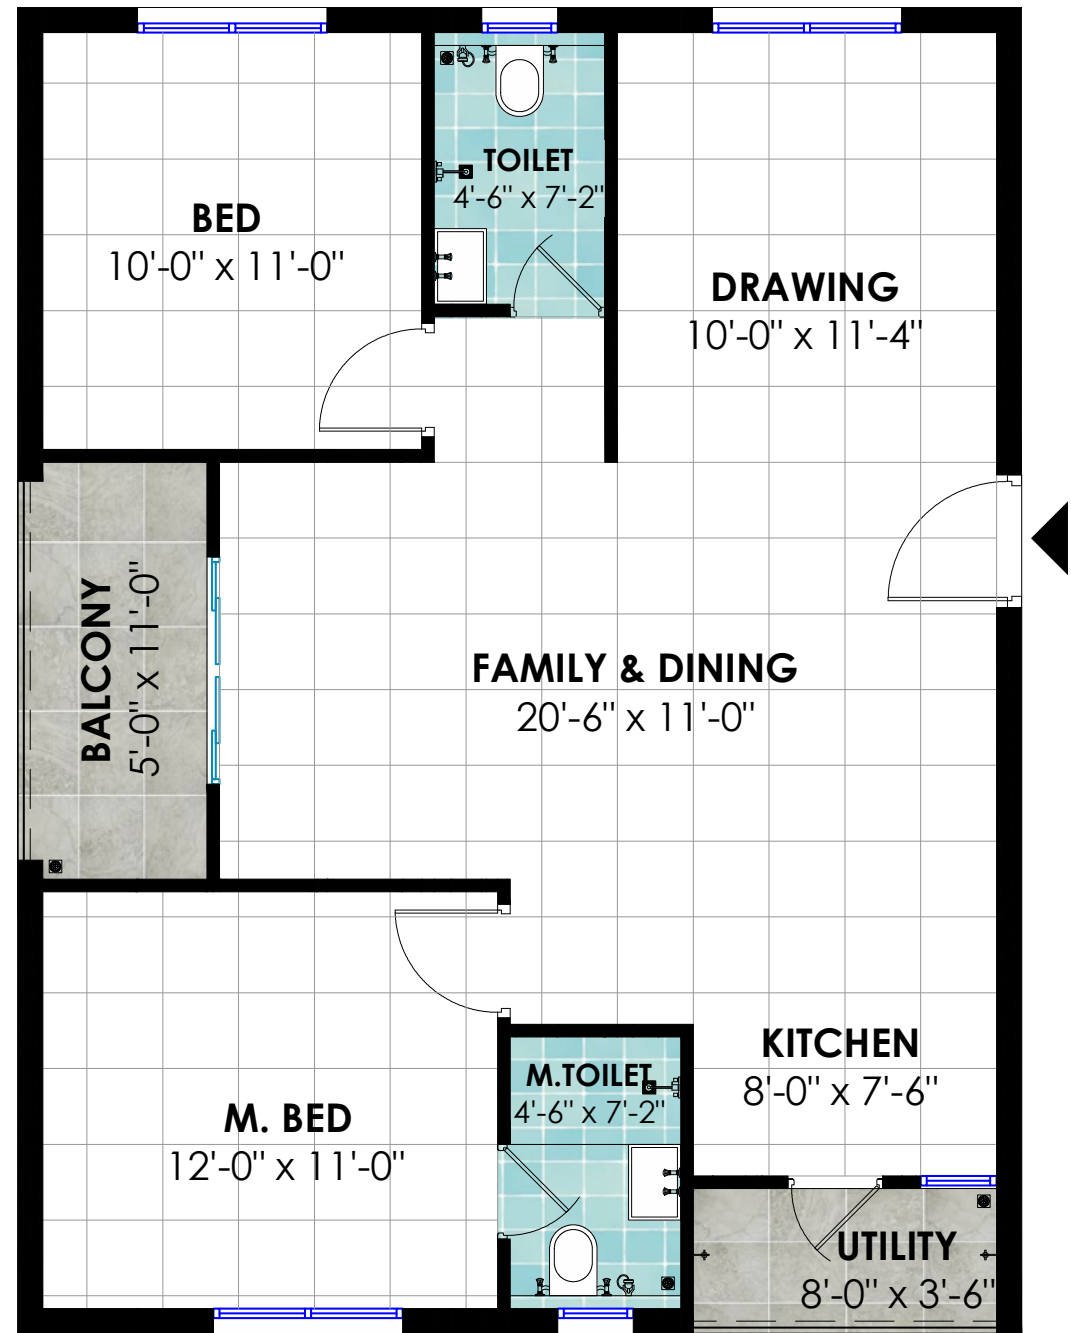 TOILET
4'-6" x 7'-2"
BED
10'-0" x 11'-0"
DRAWING
10'-0" x 11'-4"
BALCONY
5'-0" x 11'-0"
FAMILY & DINING
20'-6" x 11'-0"
KITCHEN
8'-0" x 7'-6"
M.TOILET
4'-6" x 7'-2"
M. BED
12'-0" x 11'-0"
UTILITY
8'-0" x 3'-6"